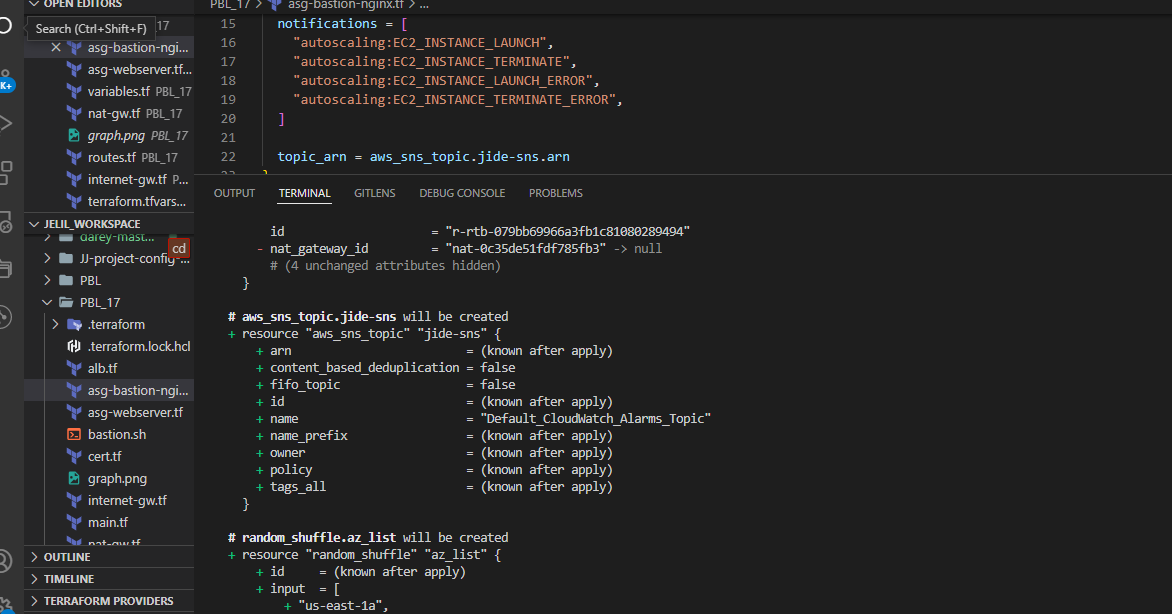 OPEN EDITORS
Search (Ctrl+Shift+F)
17
asg-bastion-ngi...
asg-webserver.tf...
variables.tf PBL_17
nat-gw.tf PBL_17
graph.png PBL_17
routes.tf PBL_17
internet-gw.tf P...
terraform.tfvars...
K+
JELIL_WORKSPACE
darey-mast...
cd
JJ-project-config-...
PBL
PBL_17
.terraform
.terraform.lock.hcl
alb.tf
asg-bastion-ngi...
asg-webserver.tf
bastion.sh
cert.tf
graph.png
internet-gw.tf
main.tf
nat-gw.tf
OUTLINE
TIMELINE
TERRAFORM PROVIDERS
PBL_17 > asg-bastion-nginx.tf > ...
15 notifications = [
16 "autoscaling:EC2_INSTANCE_LAUNCH",
17 "autoscaling:EC2_INSTANCE_TERMINATE",
18 "autoscaling:EC2_INSTANCE_LAUNCH_ERROR",
19 "autoscaling:EC2_INSTANCE_TERMINATE_ERROR",
20 ]
21
22 topic_arn = aws_sns_topic.jide-sns.arn
23 }
OUTPUT TERMINAL GITLENS DEBUG CONSOLE PROBLEMS
id = "r-rtb-079bb69966a3fb1c81080289494"
- nat_gateway_id = "nat-0c35de51fdf785fb3" -> null
# (4 unchanged attributes hidden)
}
# aws_sns_topic.jide-sns will be created
+ resource "aws_sns_topic" "jide-sns" {
+ arn = (known after apply)
+ content_based_deduplication = false
+ fifo_topic = false
+ id = (known after apply)
+ name = "Default_CloudWatch_Alarms_Topic"
+ name_prefix = (known after apply)
+ owner = (known after apply)
+ policy = (known after apply)
+ tags_all = (known after apply)
}
# random_shuffle.az_list will be created
+ resource "random_shuffle" "az_list" {
+ id = (known after apply)
+ input = [
+ "us-east-1a",